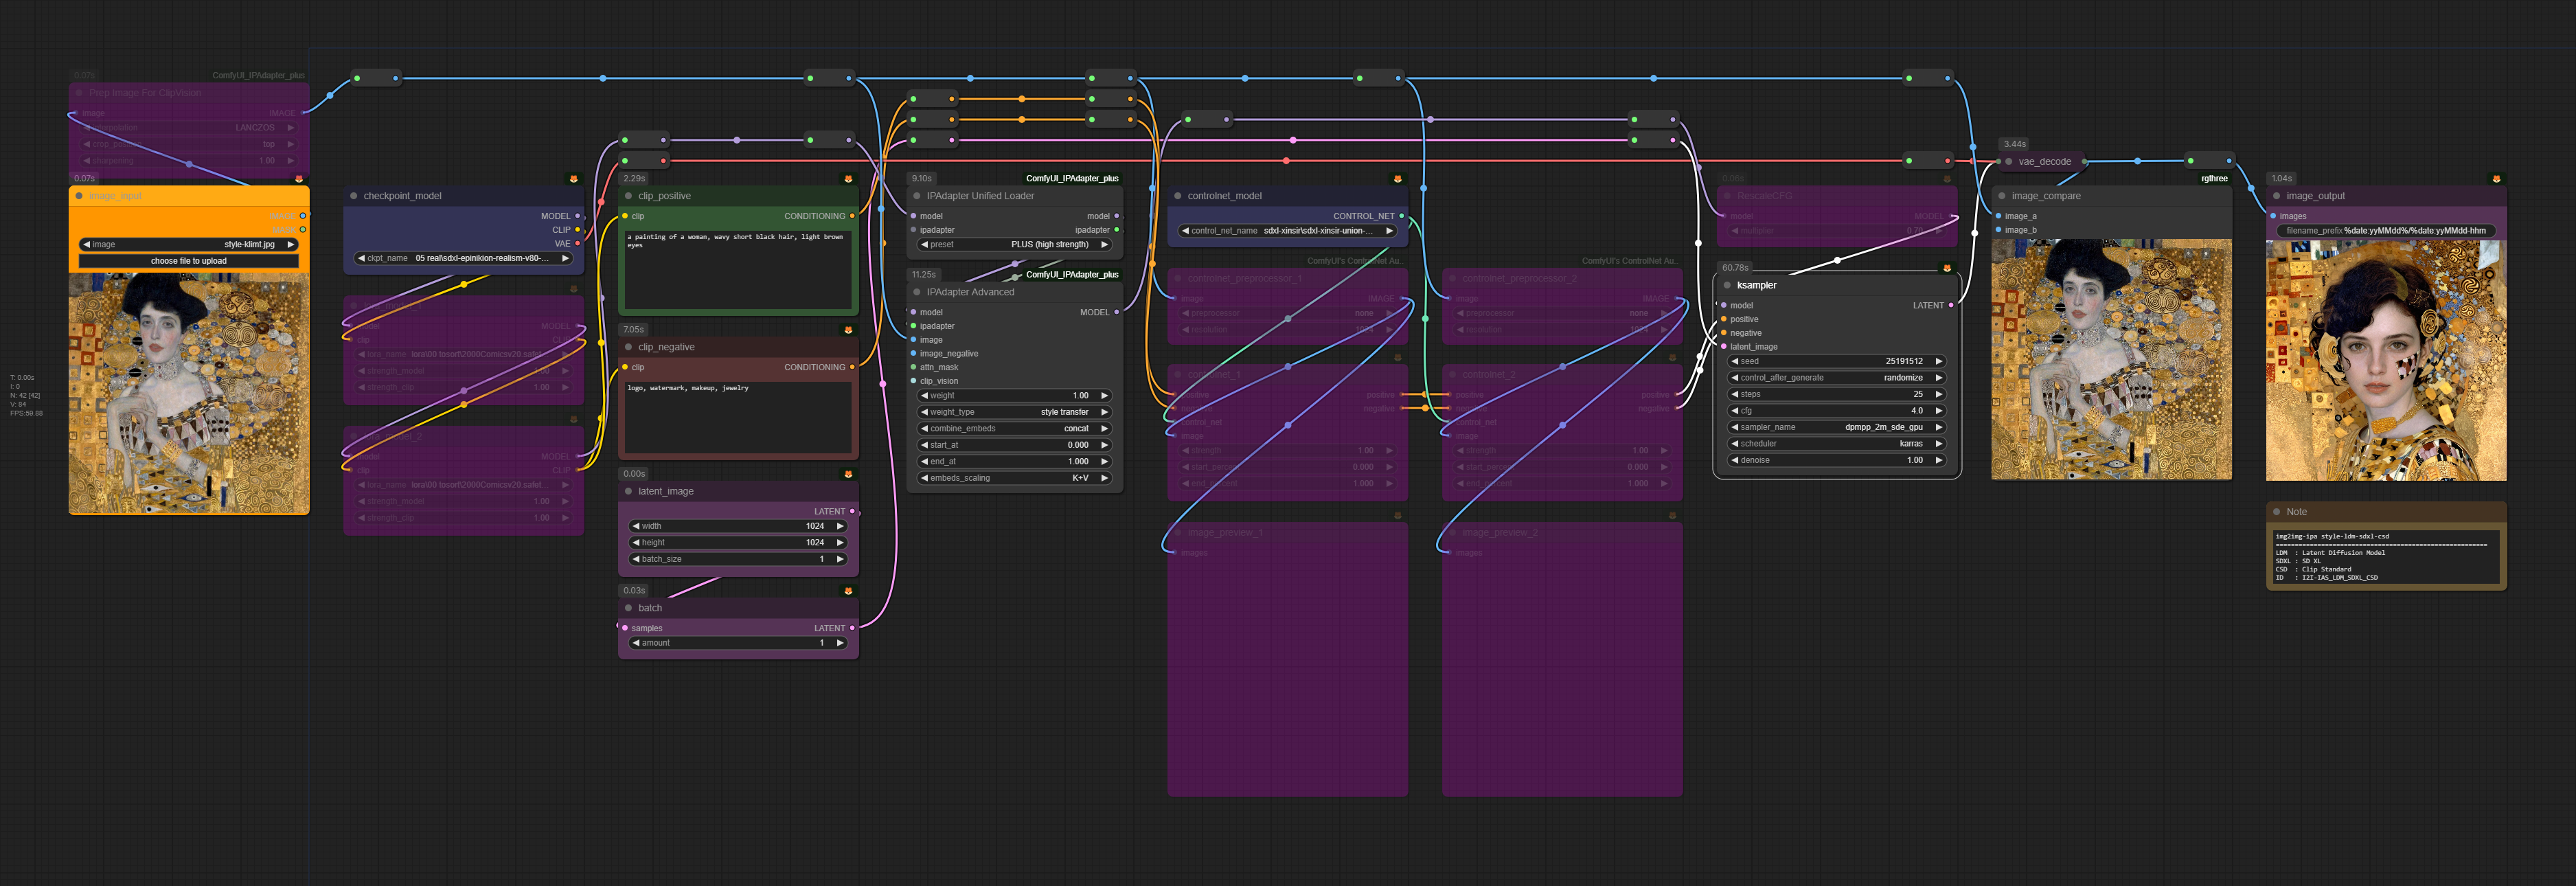 0.07s
ComfyUI_IPAdapter_plus
Prep Image For ClipVision
image
IMAGE
LANCZOS
top
sharpening
1.00
0.07s
image_input
image
style-klimt.jpg
choose file to upload
T: 0.00s
I: 0
N: 42 [42]
V: 84
FPS:59.88
checkpoint_model
MODEL
CLIP
VAE
ckpt_name
05 real\sdxl-epinikion-realism-v80-...
MODEL
clip
lora_name
lora\00 tosort\2000Comicsv20.safet...
strength_model
1.00
strength_clip
1.00
MODEL
clip
CLIP
lora_name
lora\00 tosort\2000Comicsv20.safet...
strength_model
1.00
strength_clip
1.00
2.29s
clip_positive
clip
CONDITIONING
a painting of a woman, wavy short black hair, light brown
eyes
7.05s
clip_negative
clip
CONDITIONING
logo, watermark, makeup, jewelry
0.00s
latent_image
LATENT
width
1024
height
1024
batch_size
1
0.03s
batch
samples
LATENT
amount
1
9.10s
ComfyUI_IPAdapter_plus
IPAdapter Unified Loader
model
model
ipadapter
ipadapter
preset
PLUS (high strength)
11.25s
ComfyUI_IPAdapter_plus
IPAdapter Advanced
model
MODEL
ipadapter
image
image_negative
attn_mask
clip_vision
weight
1.00
weight_type
style transfer
combine_embeds
concat
start_at
0.000
end_at
1.000
embeds_scaling
K+V
controlnet_model
CONTROL_NET
control_net_name
sdxl-xinsir\sdxl-xinsir-union-...
ComfyUI's ControlNet Au...
controlnet_preprocessor_1
image
IMAGE
preprocessor
none
resolution
controlnet_1
positive
positive
negative
negative
control_net
image
strength
1.00
start_percent
0.000
end_percent
1.000
image_preview_1
images
ComfyUI's ControlNet Au...
controlnet_preprocessor_2
image
IMAGE
preprocessor
none
resolution
controlnet_2
positive
positive
negative
control_net
image
strength
1.00
start_percent
0.000
end_percent
1.000
image_preview_2
images
0.06s
RescaleCFG
model
MODEL
multiplier
0.70
60.78s
ksampler
model
LATENT
positive
negative
latent_image
seed
25191512
control_after_generate
randomize
steps
25
cfg
4.0
sampler_name
dpmpp_2m_sde_gpu
scheduler
karras
denoise
1.00
3.44s
vae_decode
rgthree
image_compare
image_a
image_b
1.04s
image_output
images
filename_prefix
%date:yyMMdd%/%date:yyMMdd-hhm
Note
img2img-ipa style-ldm-sdxl-csd
LDM : Latent Diffusion Model
SDXL : SD XL
CSD : Clip Standard
ID : I2I-IAS_LDM_SDXL_CSD